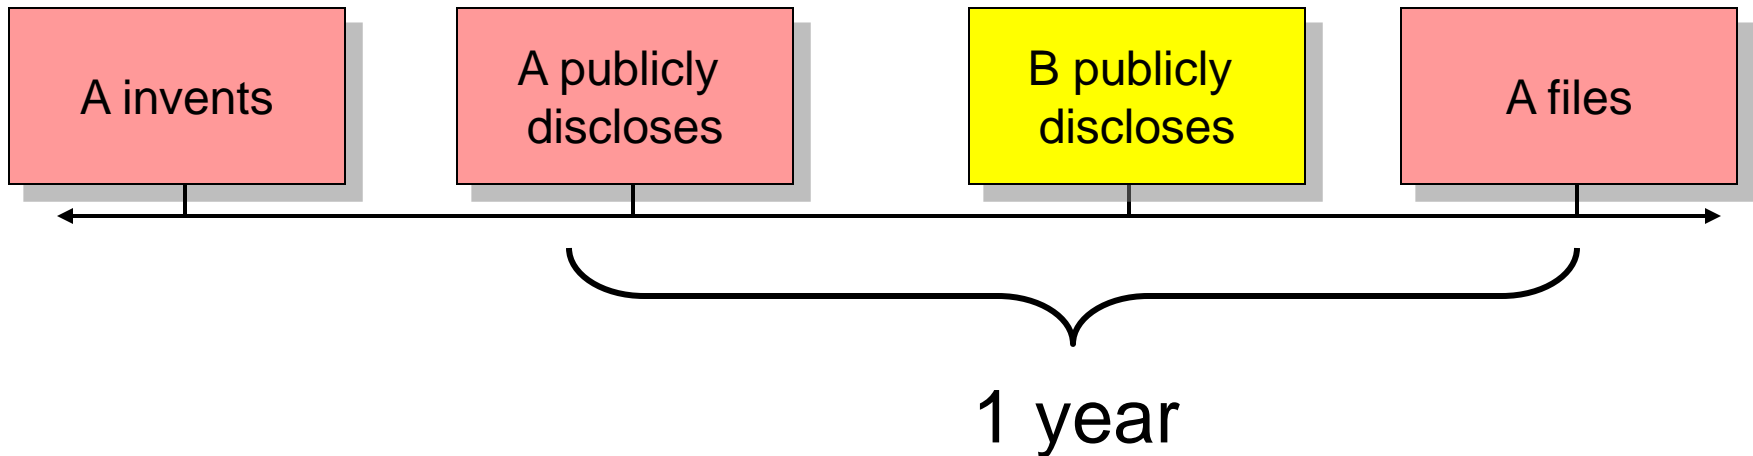 A invents
A publicly
discloses
B publicly
discloses
A files
1 year